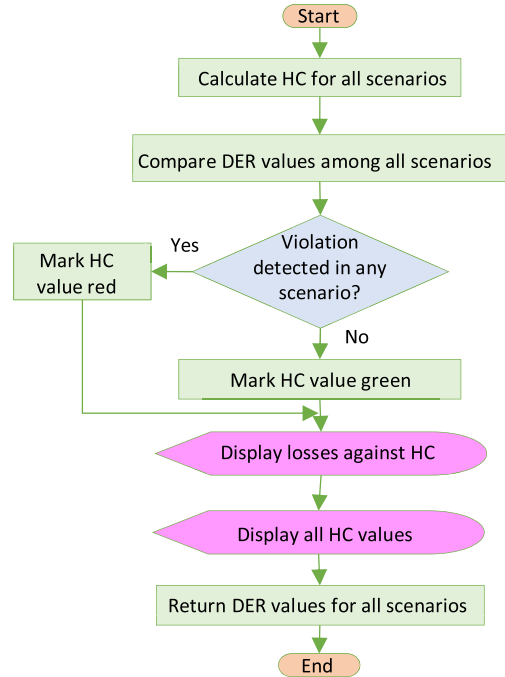 Start
Calculate HC for all scenarios
Compare DER values among all scenarios
Violation
detected in any
scenario?
Yes
Mark HC
value red
No
Mark HC value green
Display losses against HC
Display all HC values
Return DER values for all scenarios
End